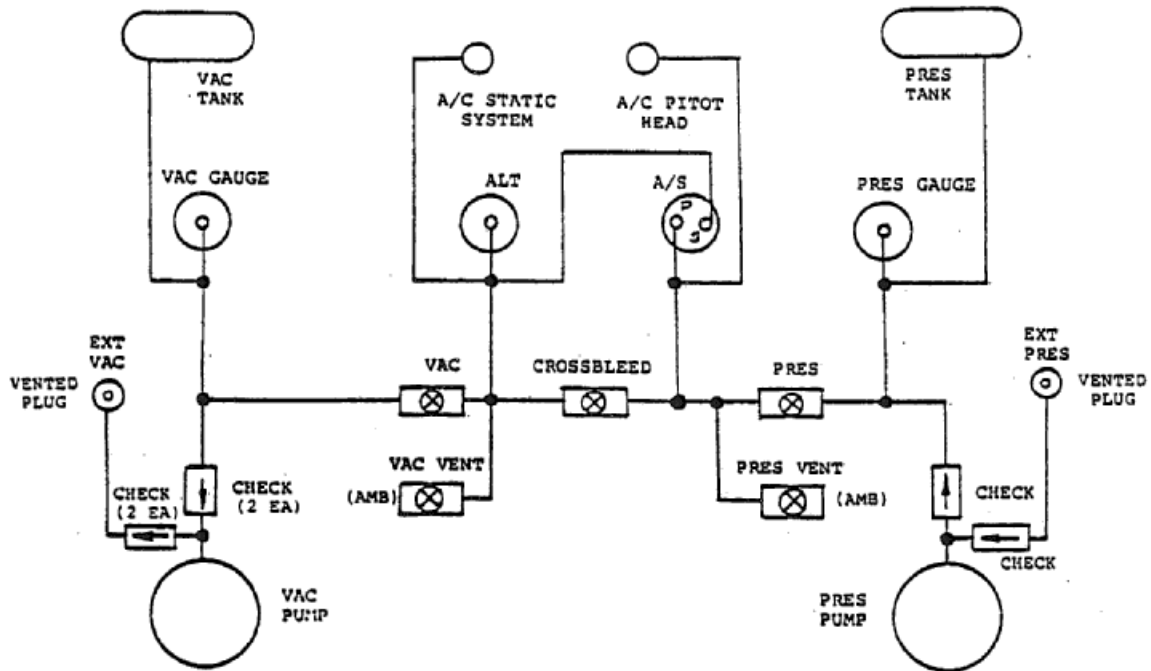 VAC
TANK
A/C STATIC
SYSTEM
A/C PITOT
HEAD
PRES
TANK
VAC GAUGE
ALT
A/S
P
S
PRES GAUGE
EXT
VAC
VENTED
PLUG
VAC
CROSSBLEED
PRES
EXT
PRES
VENTED
PLUG
VAC VENT
(AMB)
PRES VENT
(AMB)
CHECK
(2 EA)
CHECK
(2 EA)
CHECK
CHECK
VAC
PUMP
PRES
PUMP